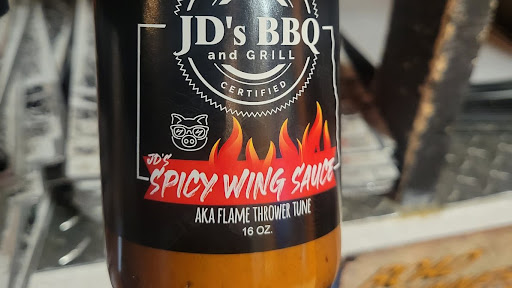 JD's BBQ
and GRILL
CERTIFIED
JD'S
SPICY WING SAUCE
AKA FLAME THROWER TUNE
16 OZ.